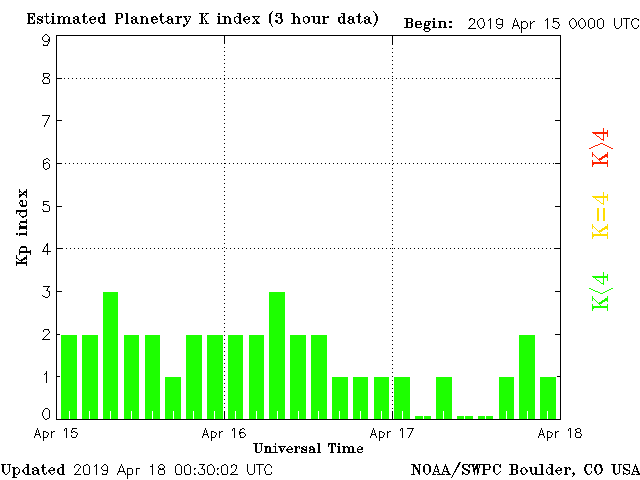 Estimated Planetary K index (3 hour data) Begin: 2019 Apr 15 0000 UTC
9
8
7
6
5
4
3
2
1
0
Kp index
K>4
K=4
K<4
Apr 15 Apr 16 Apr 17 Apr 18
Universal Time
Updated 2019 Apr 18 00:30:02 UTC NOAA/SWPC Boulder, CO USA